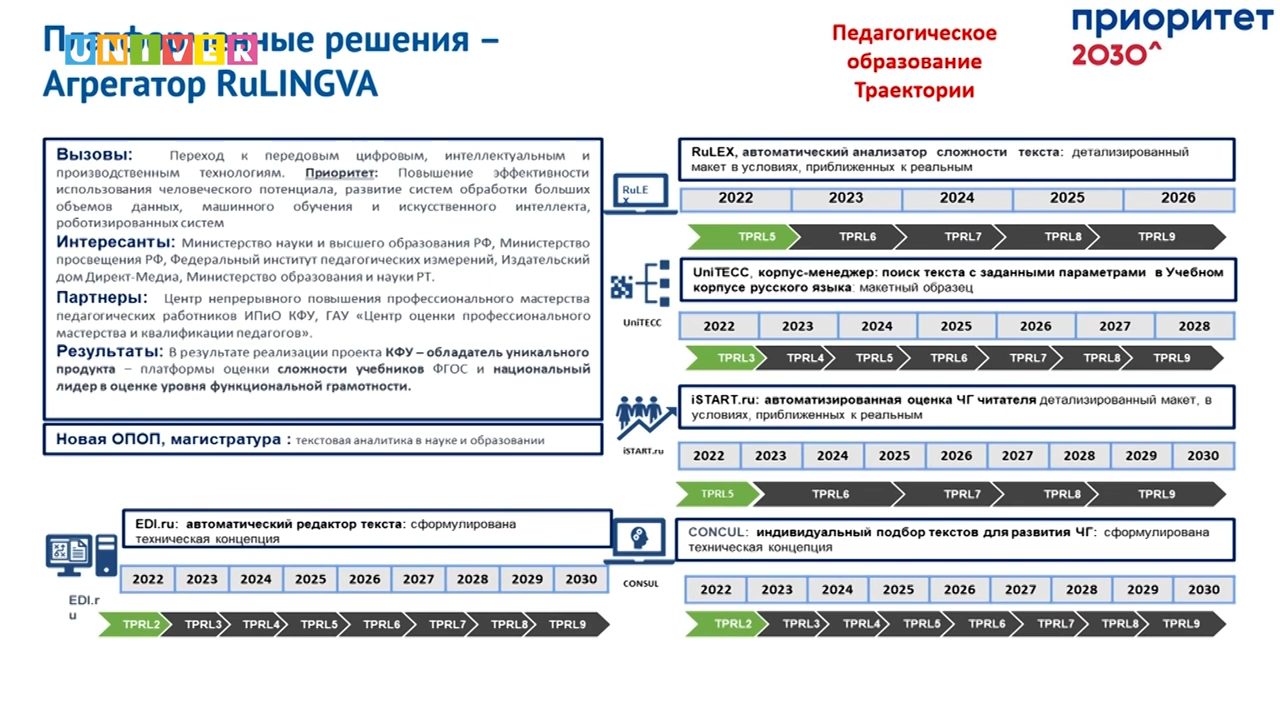 Платформенные решения –
UNIVER
Агрегатор RuLINGVA
Педагогическое
образование
Траектории
приоритет
2030^
Вызовы: Переход к передовым цифровым, интеллектуальным и
производственным технологиям. Приоритет: Повышение эффективности
использования человеческого потенциала, развитие систем обработки больших
объемов данных, машинного обучения и искусственного интеллекта,
роботизированных систем
Интересанты: Министерство науки и высшего образования РФ, Министерство
просвещения РФ, Федеральный институт педагогических измерений, Издательский
дом Директ-Медиа, Министерство образования и науки РТ.
Партнеры: Центр непрерывного повышения профессионального мастерства
педагогических работников ИПиО КФУ, ГАУ «Центр оценки профессионального
мастерства и квалификации педагогов».
Результаты: В результате реализации проекта КФУ – обладатель уникального
продукта – платформы оценки сложности учебников ФГОС и национальный
лидер в оценке уровня функциональной грамотности.
Новая ОПОП, магистратура : текстовая аналитика в науке и образовании
RuLE
X
RuLEX, автоматический анализатор сложности текста: детализированный
макет в условиях, приближенных к реальным
2022 2023 2024 2025 2026
TPRL5 TPRL6 TPRL7 TPRL8 TPRL9
UniTECC
UniTECC, корпус-менеджер: поиск текста с заданными параметрами в Учебном
корпусе русского языка: макетный образец
2022 2023 2024 2025 2026 2027 2028
TPRL3 TPRL4 TPRL5 TPRL6 TPRL7 TPRL8 TPRL9
iSTART.ru
iSTART.ru: автоматизированная оценка ЧГ читателя детализированный макет, в
условиях, приближенных к реальным
2022 2023 2024 2025 2026 2027 2028 2029 2030
TPRL5 TPRL6 TPRL7 TPRL8 TPRL9
EDI.r
u
EDI.ru: автоматический редактор текста: сформулирована
техническая концепция
2022 2023 2024 2025 2026 2027 2028 2029 2030
TPRL2 TPRL3 TPRL4 TPRL5 TPRL6 TPRL7 TPRL8 TPRL9
CONSUL
CONCUL: индивидуальный подбор текстов для развития ЧГ: сформулирована
техническая концепция
2022 2023 2024 2025 2026 2027 2028 2029 2030
TPRL2 TPRL3 TPRL4 TPRL5 TPRL6 TPRL7 TPRL8 TPRL9